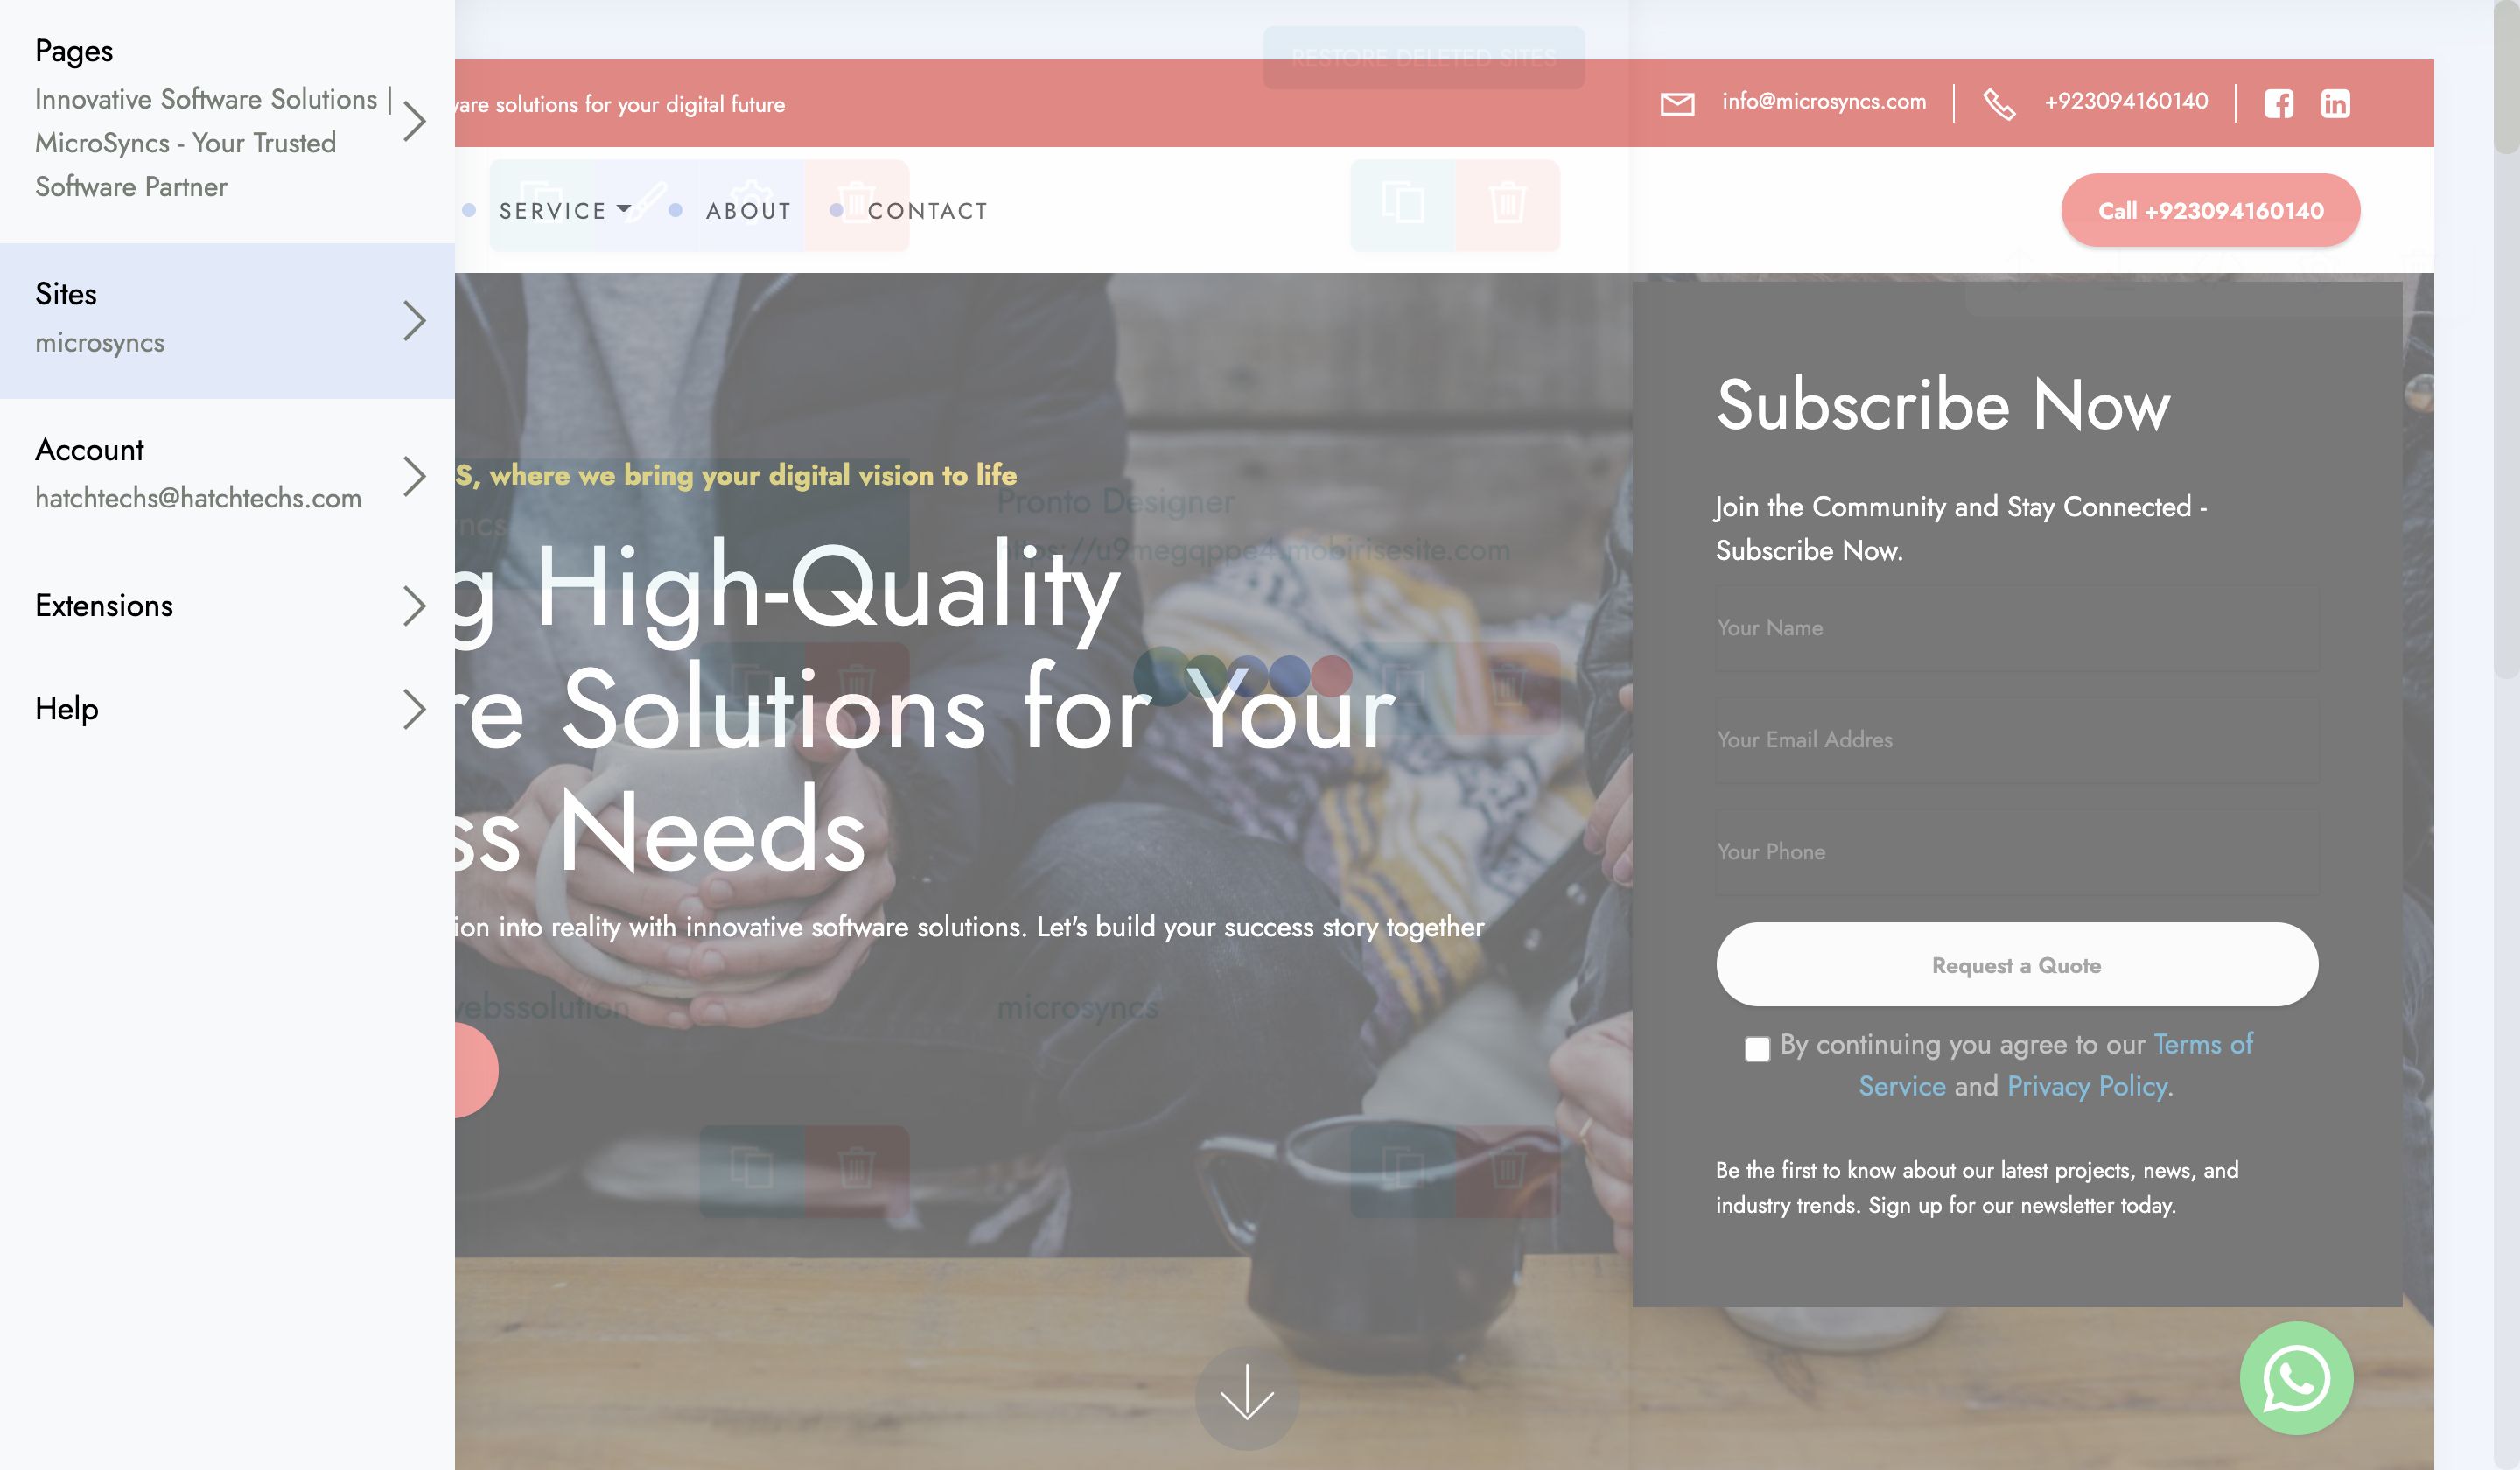 Pages
Innovative Software Solutions |
MicroSyncs - Your Trusted
Software Partner
Sites
microsyncs
Account
hatchtechs@hatchtechs.com
Extensions
Help
RESTORE DELETED SITES
solutions for your digital future
info@microsyncs.com
+923094160140
SERVICE
ABOUT
CONTACT
Call +923094160140
S, where we bring your digital vision to life
Pronto Designer
https://u9megqppe4.mobirisesite.com
g High-Quality
re Solutions for Your
ss Needs
ion into reality with innovative software solutions. Let's build your success story together
webssolution
microsyncs
Subscribe Now
Join the Community and Stay Connected -
Subscribe Now.
Your Name
Your Email Addres
Your Phone
Request a Quote
By continuing you agree to our Terms of
Service and Privacy Policy.
Be the first to know about our latest projects, news, and
industry trends. Sign up for our newsletter today.